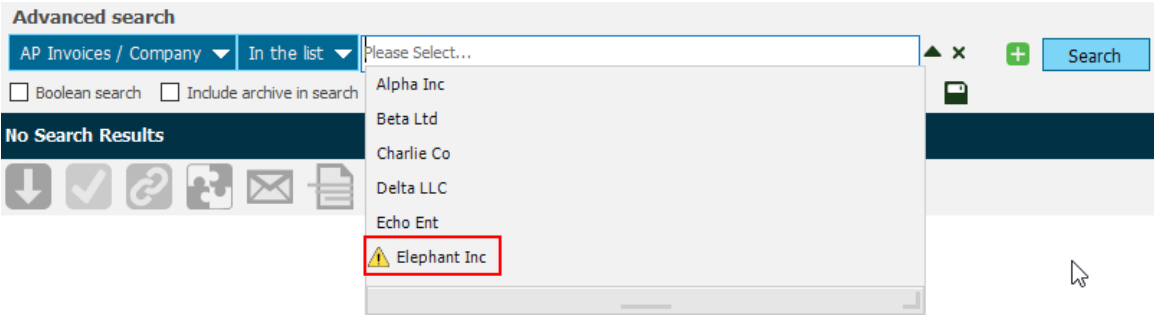 Advanced search
AP Invoices / Company In the list Please Select... Search
Boolean search Include archive in search
Alpha Inc
Beta Ltd
No Search Results
Charlie Co
Delta LLC
Echo Ent
Elephant Inc